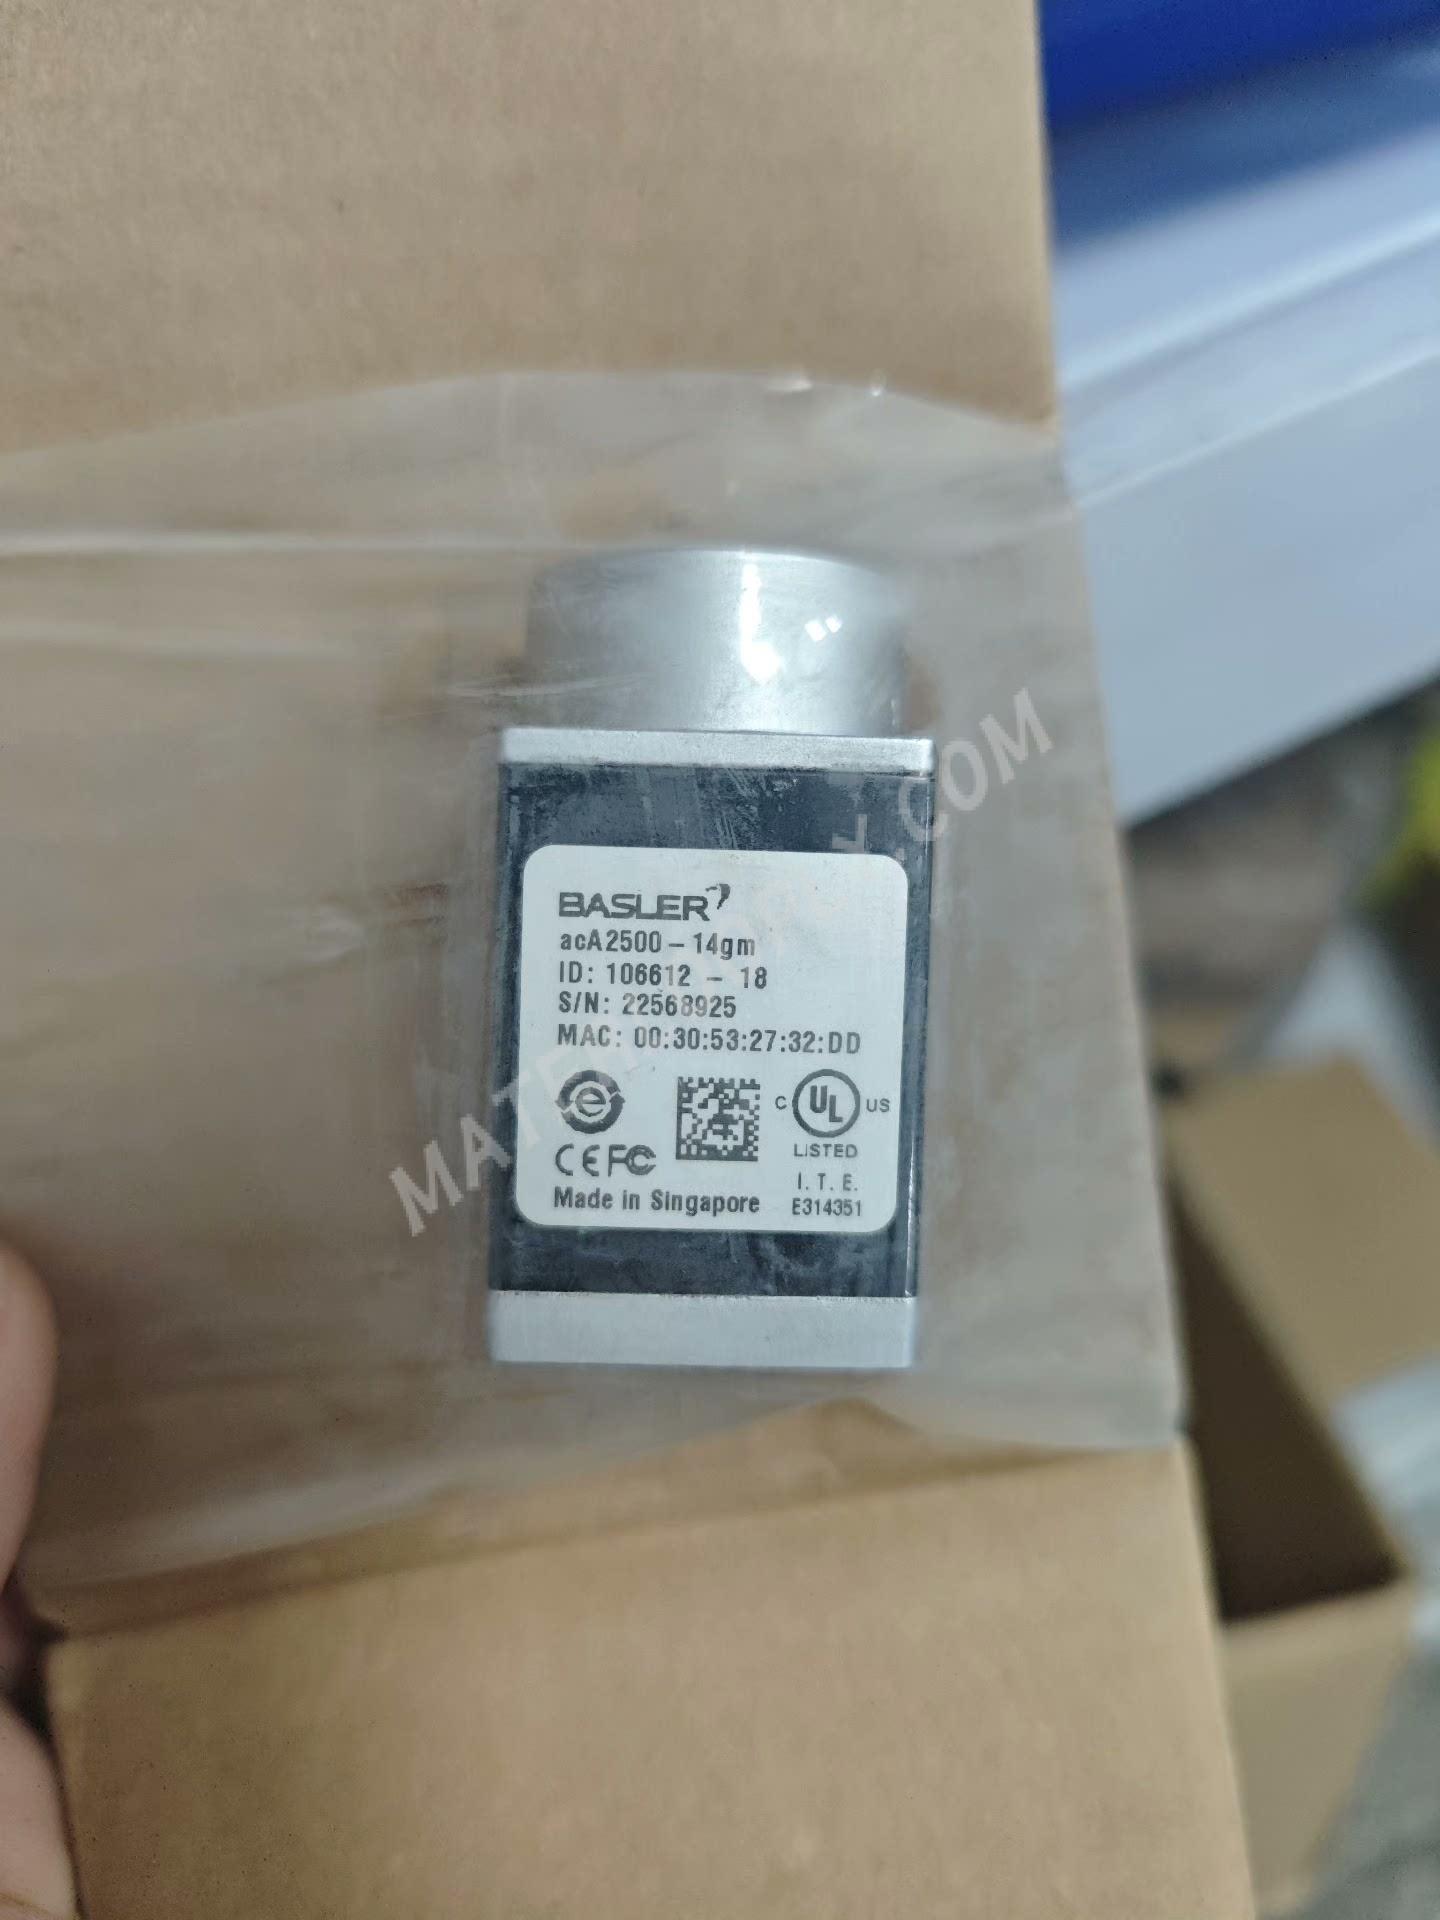 BASLER
acA2500-14gm
ID: 106612 - 18
S/N: 22568925
MAC: 00:30:53:27:32:DD
e
C UL US
LISTED
CE FC
I. T. E.
Made in Singapore
E314351